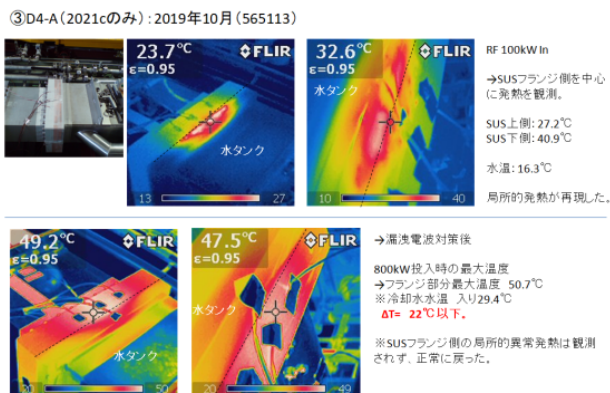 ③D4-A(2021cのみ):2019年10月(565113)
23.7℃
ε=0.95
FLIR
水タンク
13
27
32.6℃
ε=0.95
FLIR
水タンク
10
40
RF 100kW In
→SUSフランジ側を中心
に発熱を観測。
SUS上側:27.2℃
SUS下側:40.9℃
水温:16.3℃
局所的発熱が再現した。
49.2℃
ε=0.95
FLIR
水タンク
50
47.5℃
ε=0.95
FLIR
水タンク
20
49
→漏洩電波対策後
800kW投入時の最大温度
→フランジ部分最大温度 50.7℃
※冷却水水温 入り29.4℃
ΔT= 22℃以下。
※SUSフランジ側の局所的異常発熱は観測
されず、正常に戻った。